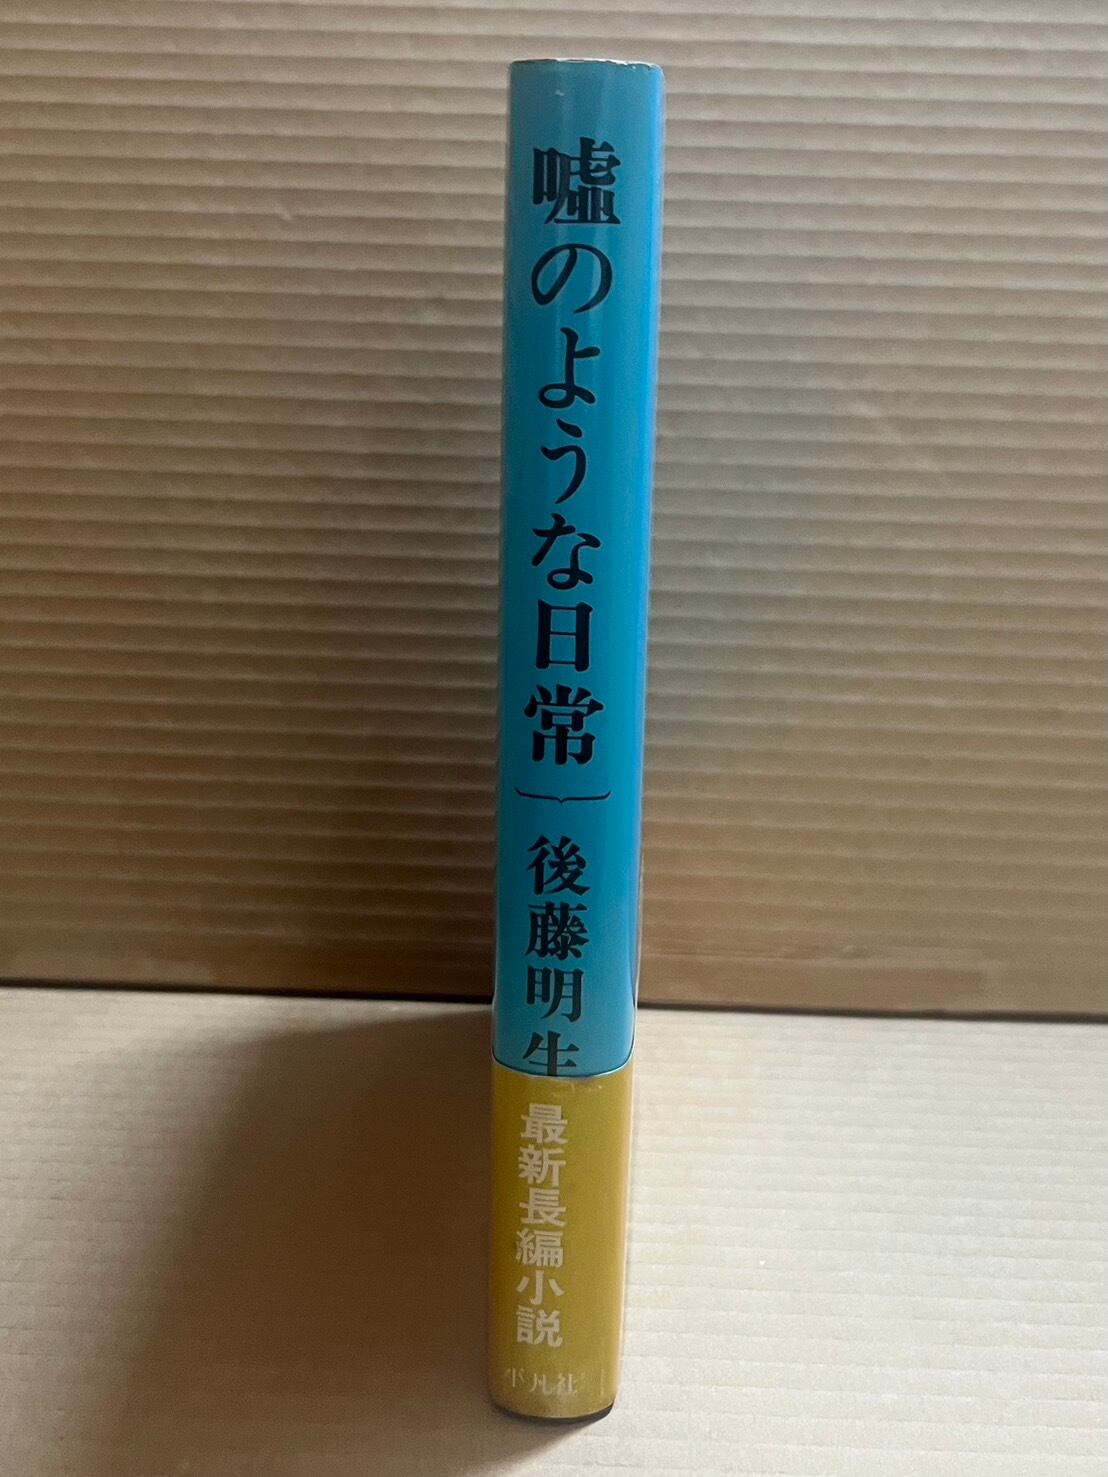 嘘のような日常
後藤明生
最新長編小説
平凡社